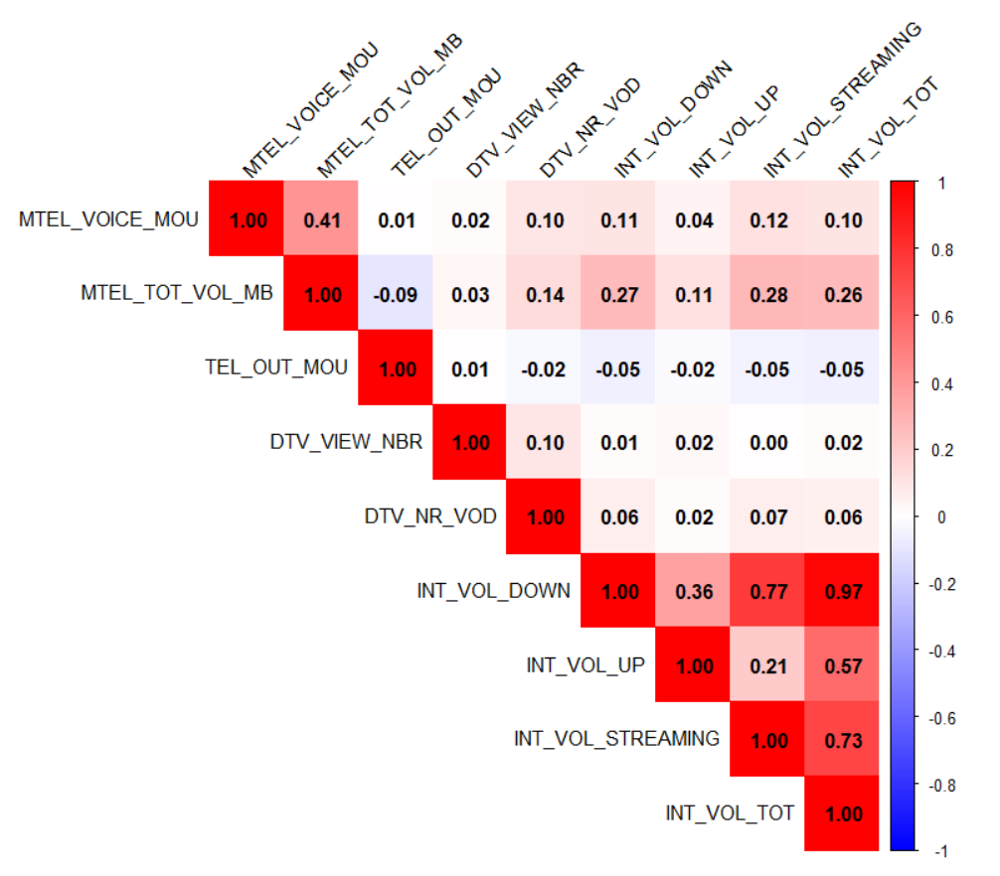 MTEL_VOICE_MOU
MTEL_TOT_VOL_MB
TEL_OUT_MOU
DTV_VIEW_NBR
DTV_NR_VOD
INT_VOL_DOWN
INT_VOL_UP
INT_VOL_STREAMING
INT_VOL_TOT
MTEL_VOICE_MOU 1.00 0.41 0.01 0.02 0.10 0.11 0.04 0.12 0.10
MTEL_TOT_VOL_MB 1.00 -0.09 0.03 0.14 0.27 0.11 0.28 0.26
TEL_OUT_MOU 1.00 0.01 -0.02 -0.05 -0.02 -0.05 -0.05
DTV_VIEW_NBR 1.00 0.10 0.01 0.02 0.00 0.02
DTV_NR_VOD 1.00 0.06 0.02 0.07 0.06
INT_VOL_DOWN 1.00 0.36 0.77 0.97
INT_VOL_UP 1.00 0.21 0.57
INT_VOL_STREAMING 1.00 0.73
INT_VOL_TOT 1.00
1
0.8
0.6
0.4
0.2
0
-0.2
-0.4
-0.6
-0.8
-1